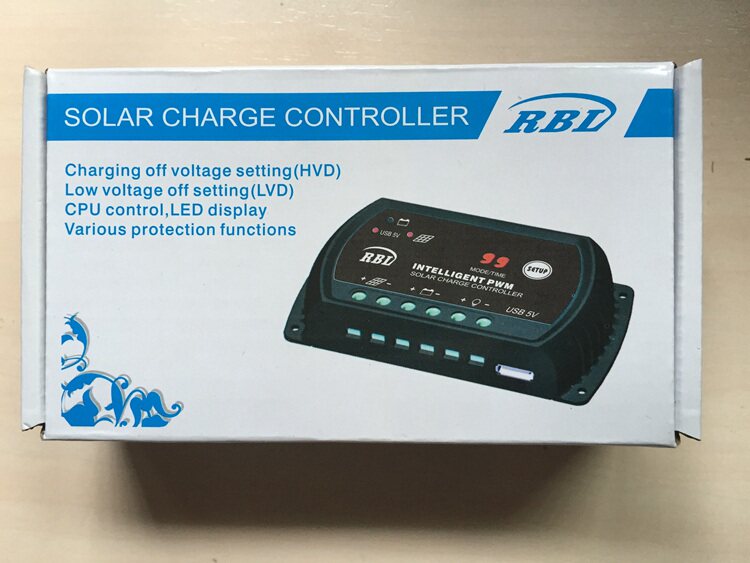 SOLAR CHARGE CONTROLLER
RBL
Charging off voltage setting(HVD)
Low voltage off setting(LVD)
CPU control,LED display
Various protection functions
USB 5V
RBL
99
MODE/TIME
SETUP
INTELLIGENT PWM
SOLAR CHARGE CONTROLLER
+ - + - + -
USB 5V